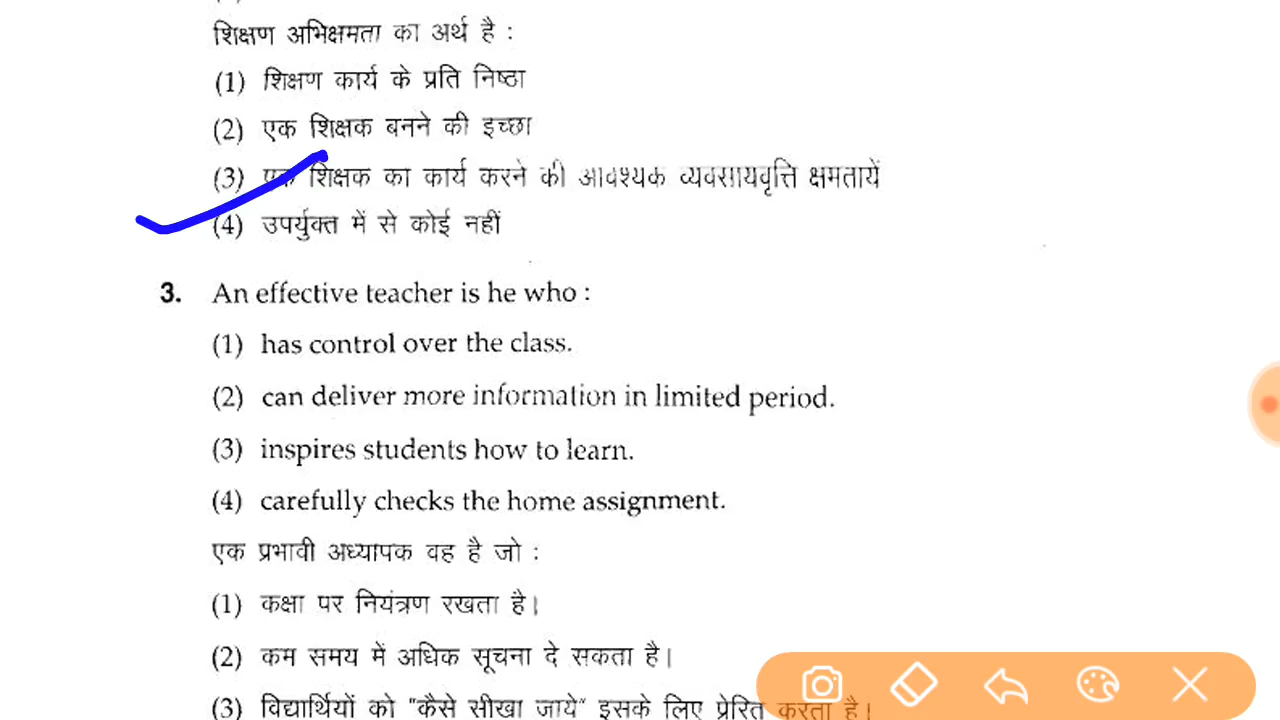 शिक्षण अभिक्षमता का अर्थ है :
(1) शिक्षण कार्य के प्रति निष्ठा
(2) एक शिक्षक बनने की इच्छा
(3) एक शिक्षक का कार्य करने की आवश्यक व्यवसायवृत्ति क्षमतायें
(4) उपर्युक्त में से कोई नहीं
3. An effective teacher is he who :
(1) has control over the class.
(2) can deliver more information in limited period.
(3) inspires students how to learn.
(4) carefully checks the home assignment.
एक प्रभावी अध्यापक वह है जो :
(1) कक्षा पर नियंत्रण रखता है।
(2) कम समय में अधिक सूचना दे सकता है।
(3) विद्यार्थियों को "कैसे सीखा जाये" इसके लिए प्रेरित करता है।